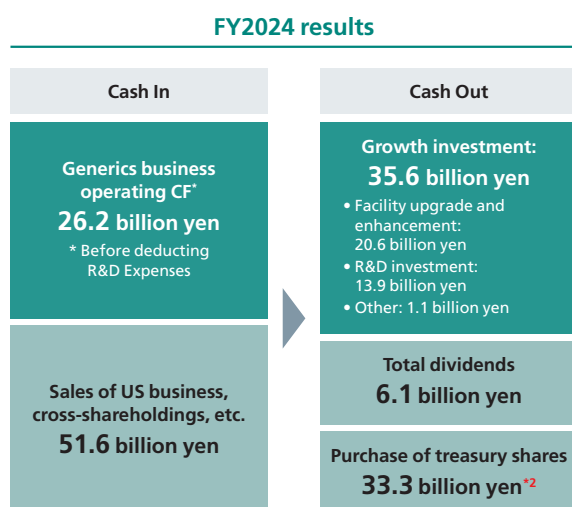 FY2024 results
Cash In
Generics business
operating CF*
26.2 billion yen
* Before deducting
R&D Expenses
Sales of US business,
cross-shareholdings, etc.
51.6 billion yen
Cash Out
Growth investment:
35.6 billion yen
• Facility upgrade and
enhancement:
20.6 billion yen
• R&D investment:
13.9 billion yen
• Other: 1.1 billion yen
Total dividends
6.1 billion yen
Purchase of treasury shares
33.3 billion yen*2